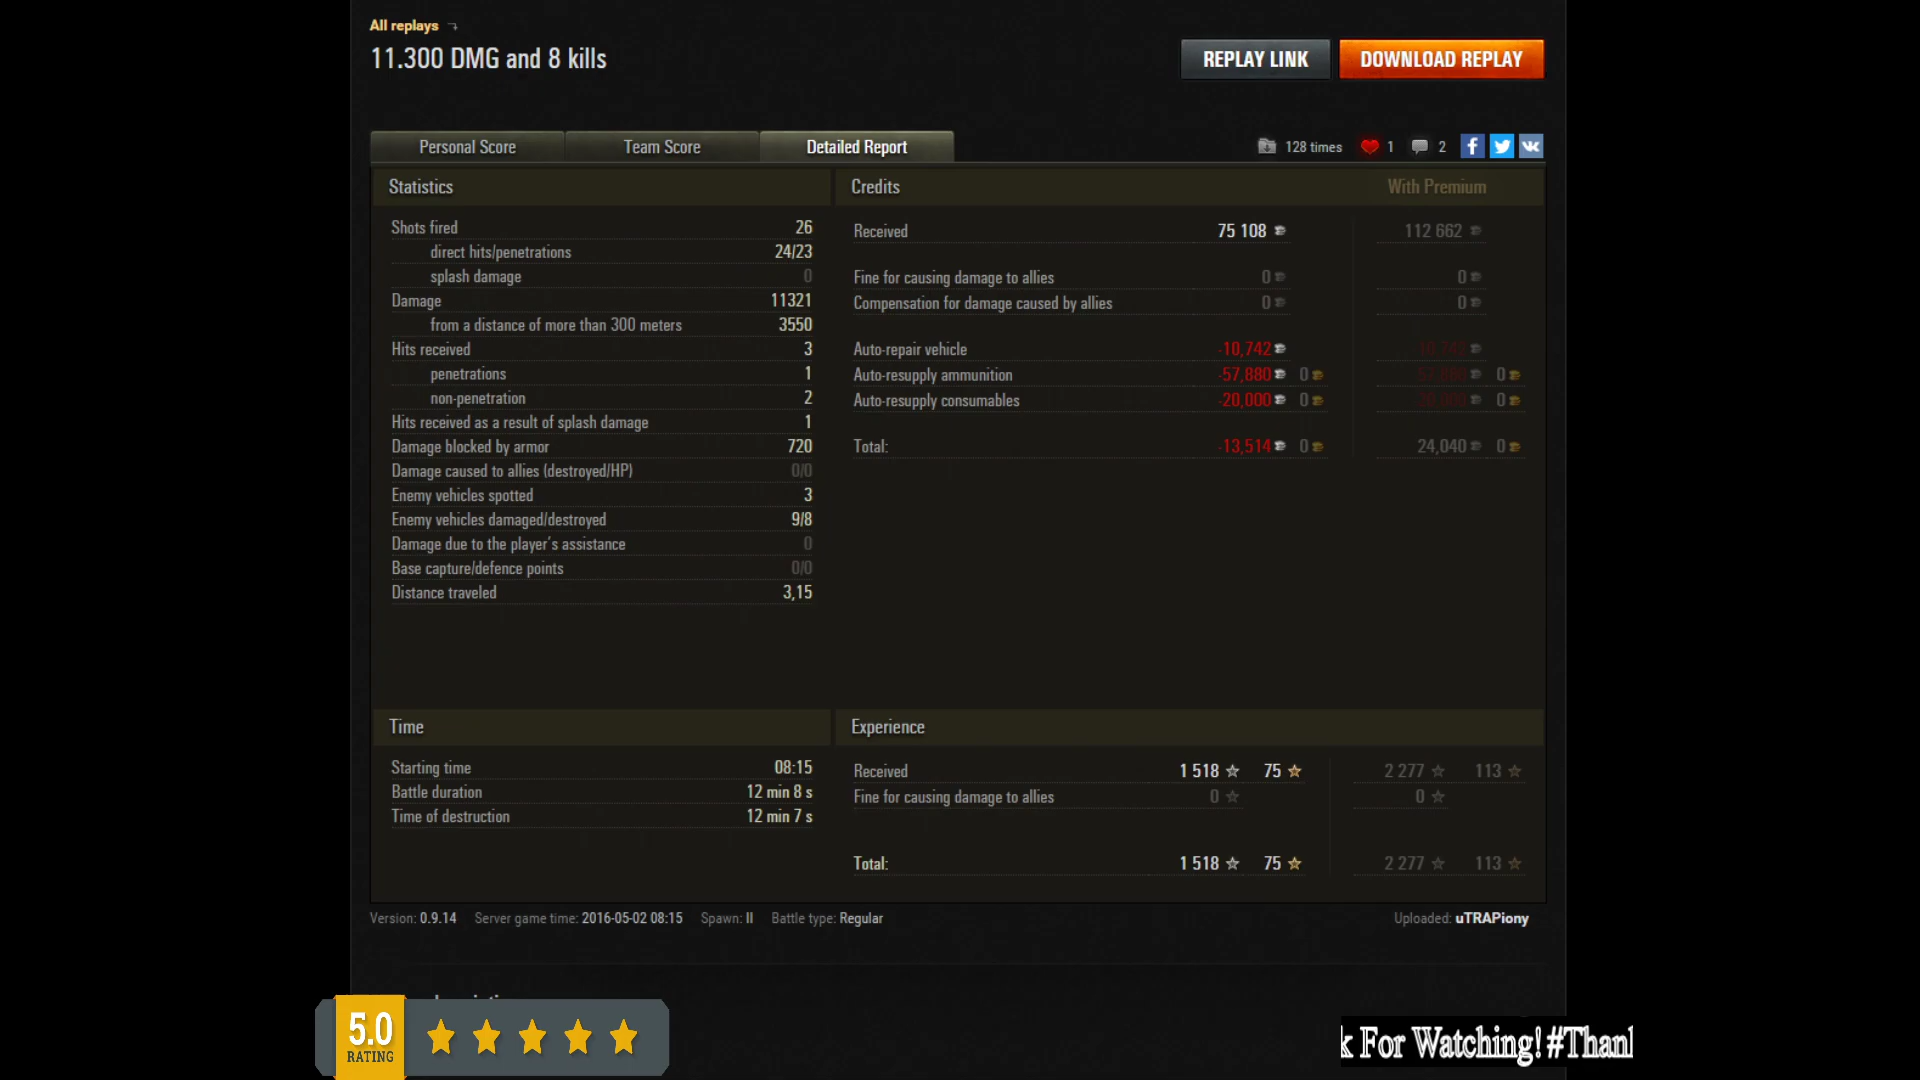 All replays
11.300 DMG and 8 kills
REPLAY LINK
DOWNLOAD REPLAY
Personal Score
Team Score
Detailed Report
128 times
1
2
Statistics
Shots fired 26
direct hits/penetrations 24/23
splash damage 0
Damage 11321
from a distance of more than 300 meters 3550
Hits received 3
penetrations 1
non-penetration 2
Hits received as a result of splash damage 1
Damage blocked by armor 720
Damage caused to allies (destroyed/HP) 0/0
Enemy vehicles spotted 3
Enemy vehicles damaged/destroyed 9/8
Damage due to the player's assistance 0
Base capture/defence points 0/0
Distance traveled 3,15
Credits With Premium
Received 75 108 112 662
Fine for causing damage to allies 0 0
Compensation for damage caused by allies 0 0
Auto-repair vehicle -10,742 -10,742
Auto-resupply ammunition -57,880 0 -57,880 0
Auto-resupply consumables -20,000 0 -20,000 0
Total: -13,514 0 24,040 0
Time
Starting time 08:15
Battle duration 12 min 8 s
Time of destruction 12 min 7 s
Experience
Received 1 518 75 2 277 113
Fine for causing damage to allies 0 0
Total: 1 518 75 2 277 113
Version: 0.9.14 Server game time: 2016-05-02 08:15 Spawn: II Battle type: Regular
Uploaded: uTRAPiony
5.0
RATING
k For Watching! #Thank